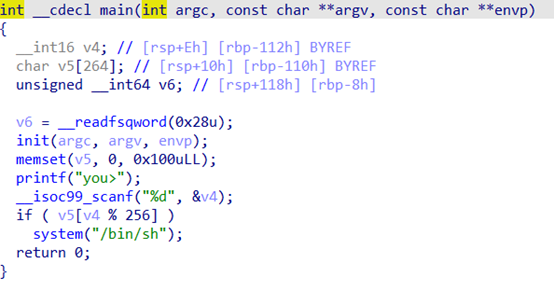 int __cdecl main(int argc, const char **argv, const char **envp)
{
  __int16 v4; // [rsp+Eh] [rbp-112h] BYREF
  char v5[264]; // [rsp+10h] [rbp-110h] BYREF
  unsigned __int64 v6; // [rsp+118h] [rbp-8h]

  v6 = __readfsqword(0x28u);
  init(argc, argv, envp);
  memset(v5, 0, 0x100uLL);
  printf("you>");
  __isoc99_scanf("%d", &v4);
  if ( v5[v4 % 256] )
    system("/bin/sh");
  return 0;
}